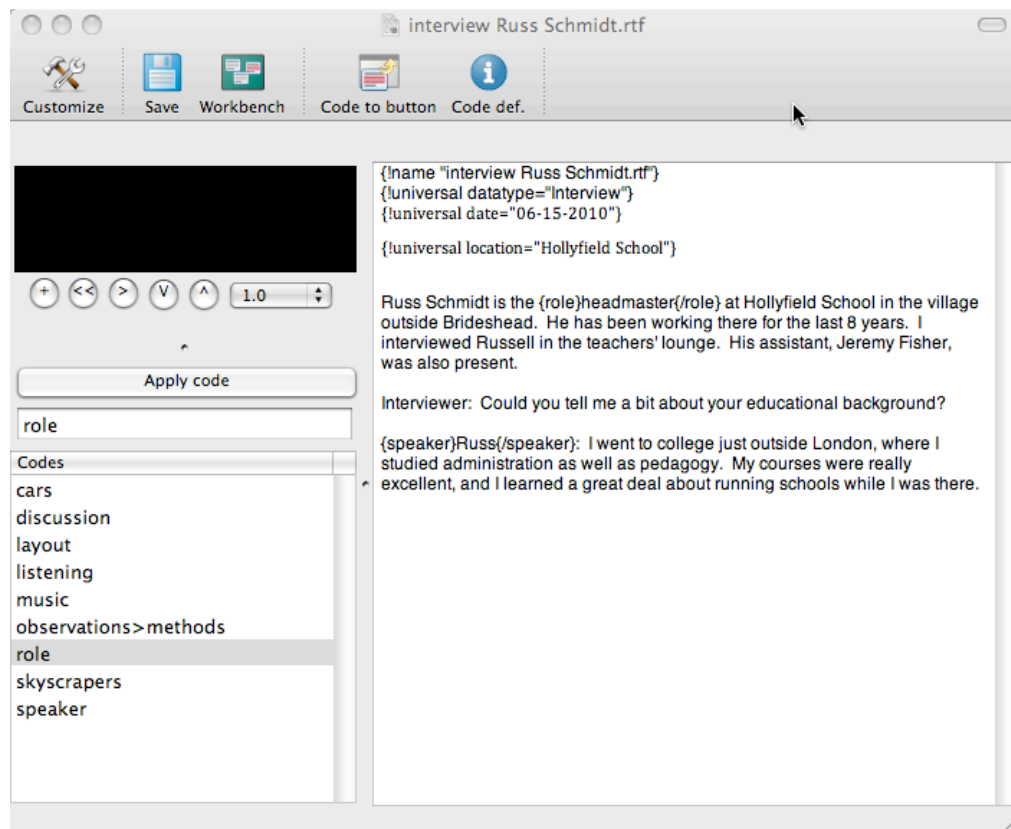 interview Russ Schmidt.rtf
Customize
Save
Workbench
Code to button
Code def.
+
<<
>
V
^
1.0
Apply code
role
Codes
cars
discussion
layout
listening
music
observations>methods
role
skyscrapers
speaker
{!name "interview Russ Schmidt.rtf"}
{!universal datatype="Interview"}
{!universal date="06-15-2010"}
{!universal location="Hollyfield School"}
Russ Schmidt is the {role}headmaster{/role} at Hollyfield School in the village
outside Brideshead.  He has been working there for the last 8 years.  I
interviewed Russell in the teachers' lounge.  His assistant, Jeremy Fisher,
was also present.
Interviewer:  Could you tell me a bit about your educational background?
{speaker}Russ{/speaker}:  I went to college just outside London, where I
studied administration as well as pedagogy.  My courses were really
excellent, and I learned a great deal about running schools while I was there.